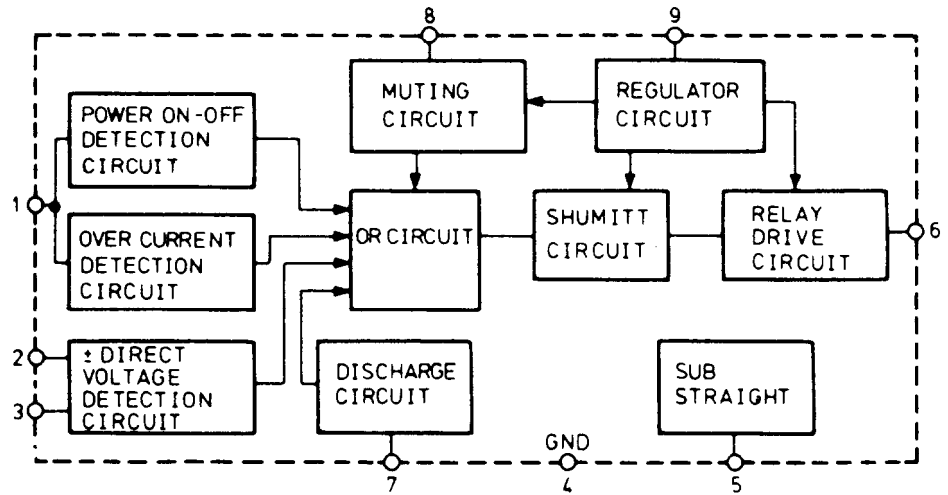 8
9
MUTING
CIRCUIT
REGULATOR
CIRCUIT
POWER ON-OFF
DETECTION
CIRCUIT
1
OVER CURRENT
DETECTION
CIRCUIT
OR CIRCUIT
SHUMITT
CIRCUIT
RELAY
DRIVE
CIRCUIT
6
2
3
± DIRECT
VOLTAGE
DETECTION
CIRCUIT
DISCHARGE
CIRCUIT
SUB
STRAIGHT
GND
7
4
5